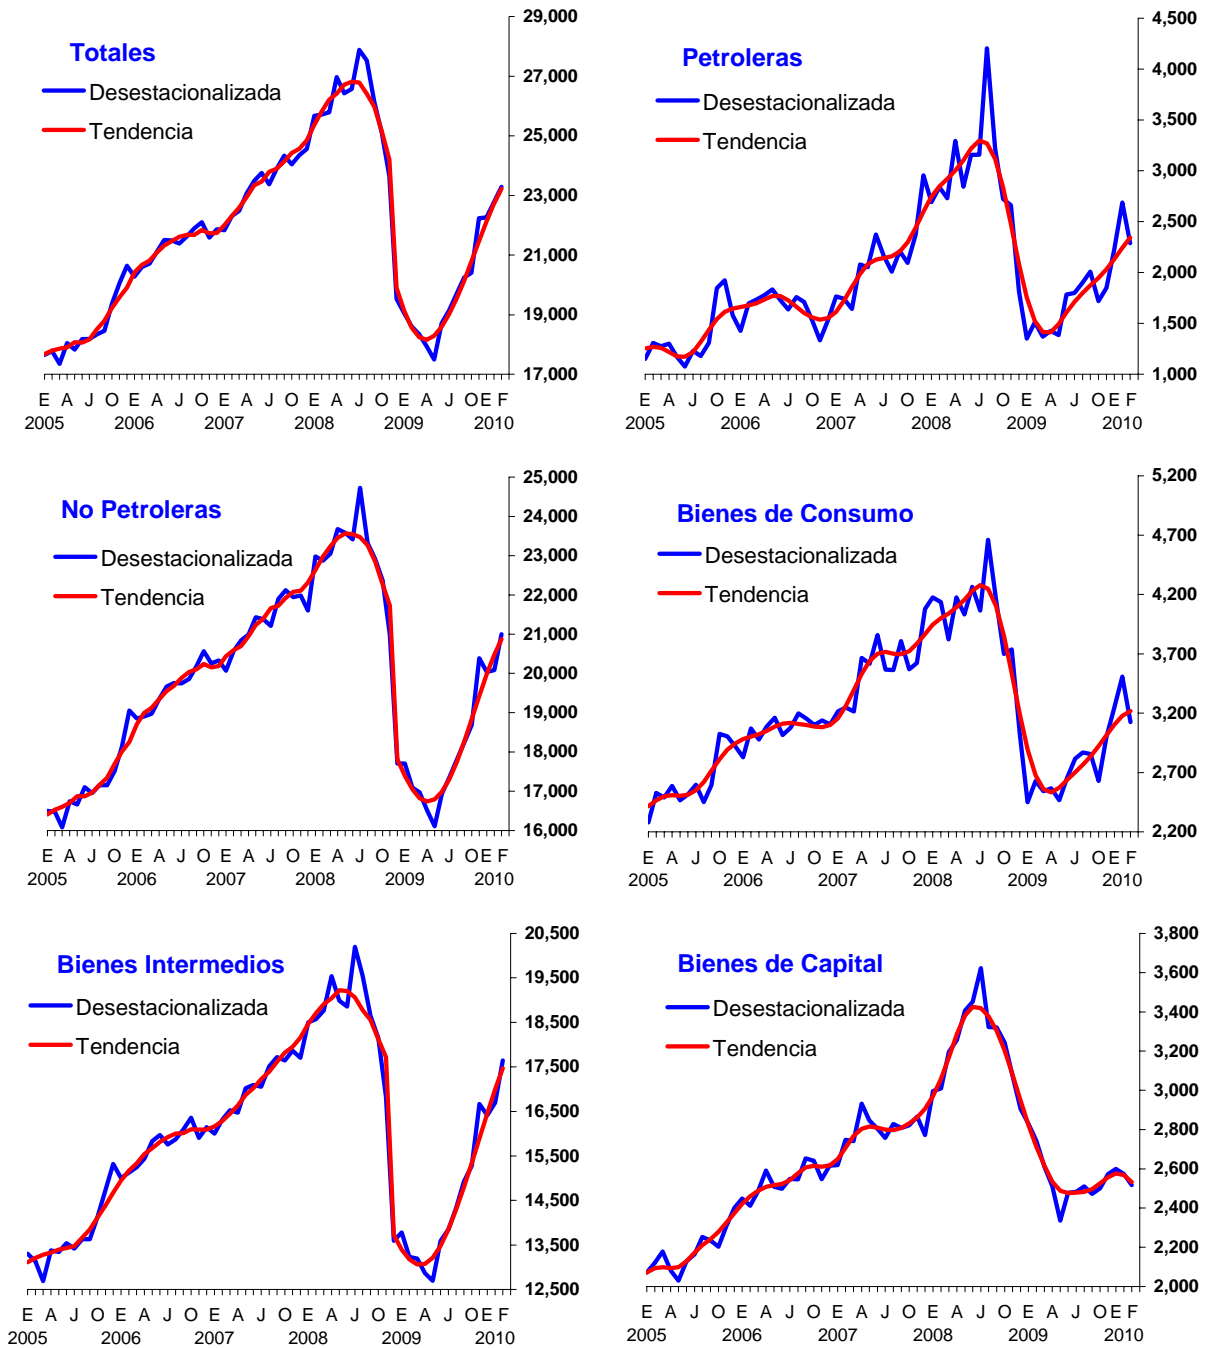 Totales
Desestacionalizada
Tendencia
29,000
27,000
25,000
23,000
21,000
19,000
17,000
E A J O E A J O E A J O E A J O E A J O E F
2005 2006 2007 2008 2009 2010
Petroleras
Desestacionalizada
Tendencia
4,500
4,000
3,500
3,000
2,500
2,000
1,500
1,000
E A J O E A J O E A J O E A J O E A J O E F
2005 2006 2007 2008 2009 2010
No Petroleras
Desestacionalizada
Tendencia
25,000
24,000
23,000
22,000
21,000
20,000
19,000
18,000
17,000
16,000
E A J O E A J O E A J O E A J O E A J O E F
2005 2006 2007 2008 2009 2010
Bienes de Consumo
Desestacionalizada
Tendencia
5,200
4,700
4,200
3,700
3,200
2,700
2,200
E A J O E A J O E A J O E A J O E A J O E F
2005 2006 2007 2008 2009 2010
Bienes Intermedios
Desestacionalizada
Tendencia
20,500
19,500
18,500
17,500
16,500
15,500
14,500
13,500
12,500
E A J O E A J O E A J O E A J O E A J O E F
2005 2006 2007 2008 2009 2010
Bienes de Capital
Desestacionalizada
Tendencia
3,800
3,600
3,400
3,200
3,000
2,800
2,600
2,400
2,200
2,000
E A J O E A J O E A J O E A J O E A J O E F
2005 2006 2007 2008 2009 2010